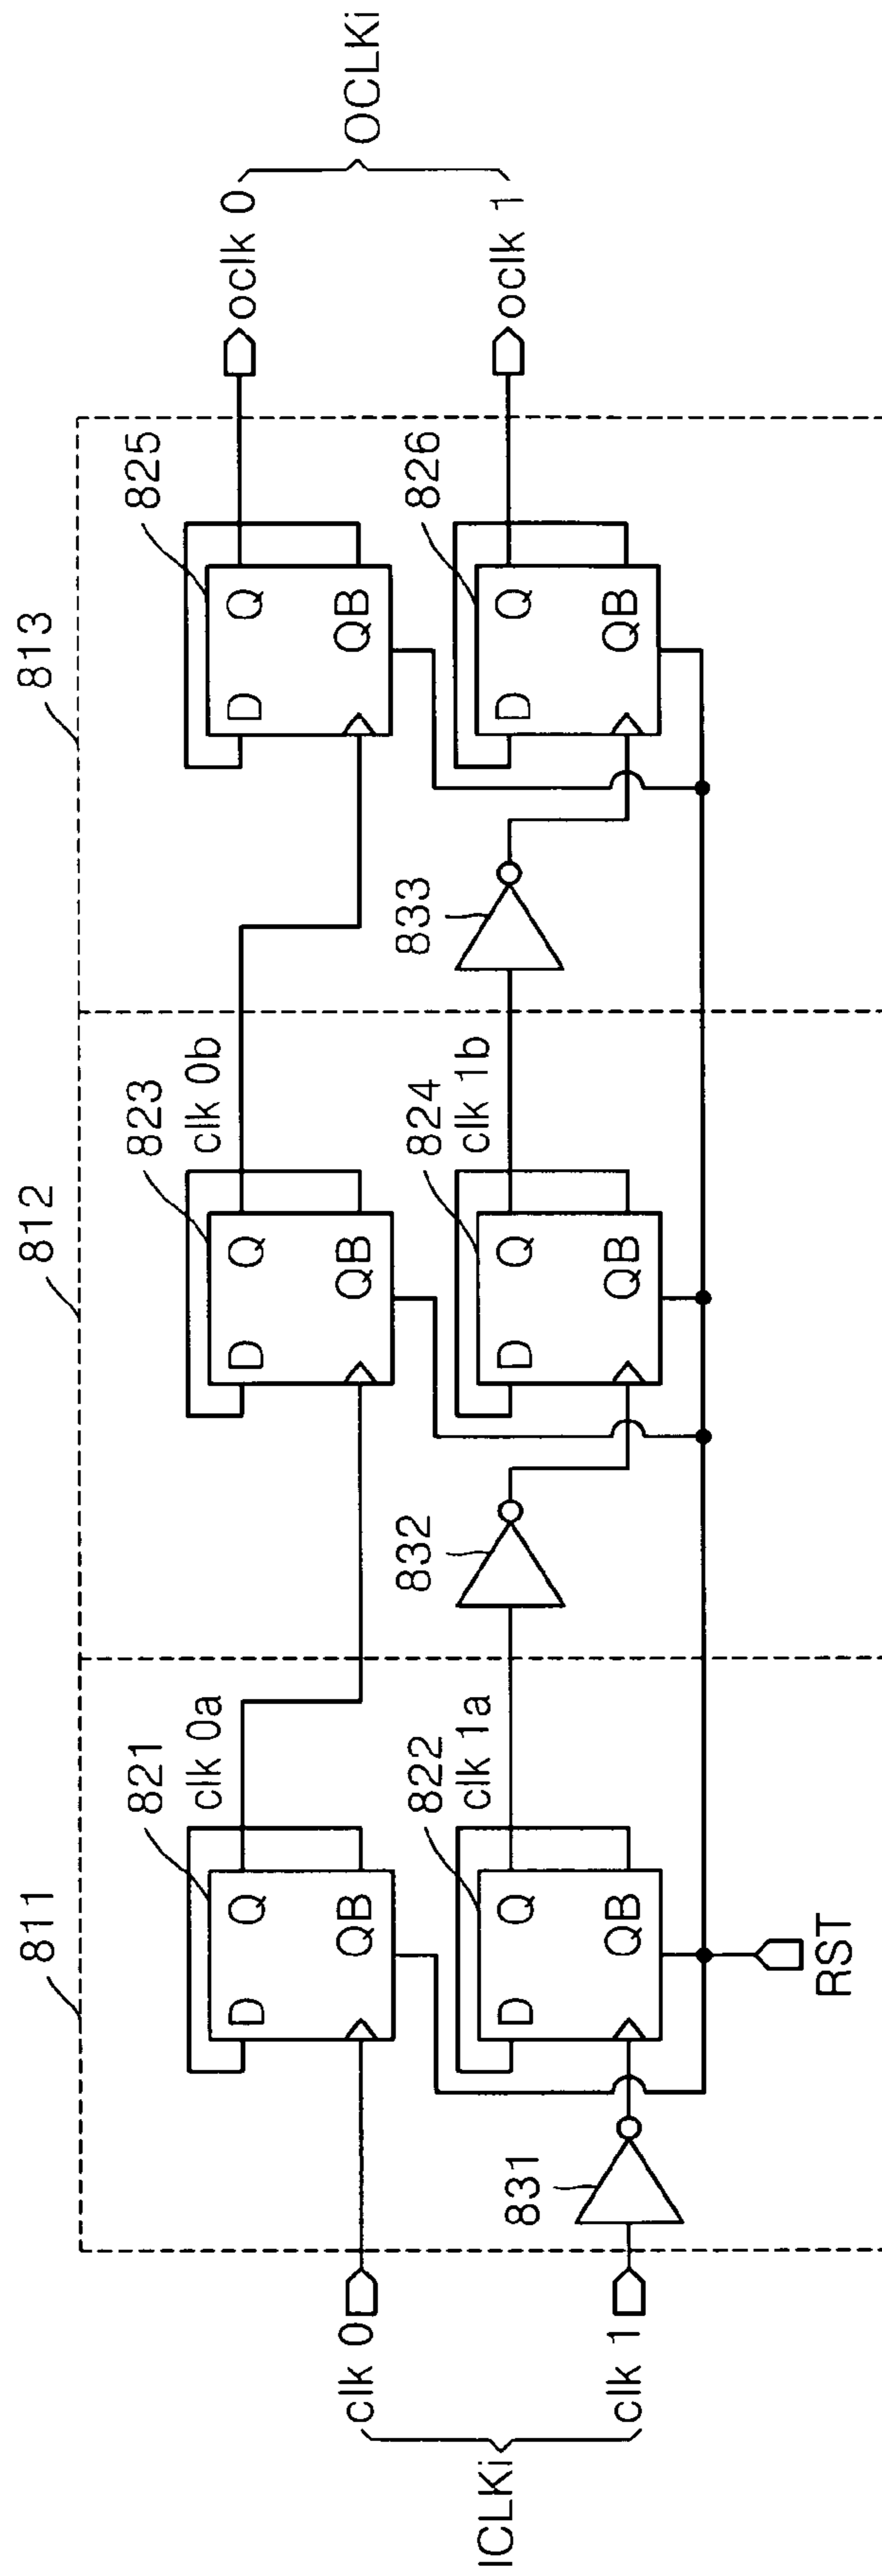 811
812
813
821
clk 0a
823
clk 0b
825
D
Q
QB
D
Q
QB
D
Q
QB
oclk 0
OCLKi
oclk 1
ICLKi
clk 0
clk 1
831
822
clk 1a
832
824
clk 1b
833
826
D
Q
QB
D
Q
QB
D
Q
QB
RST